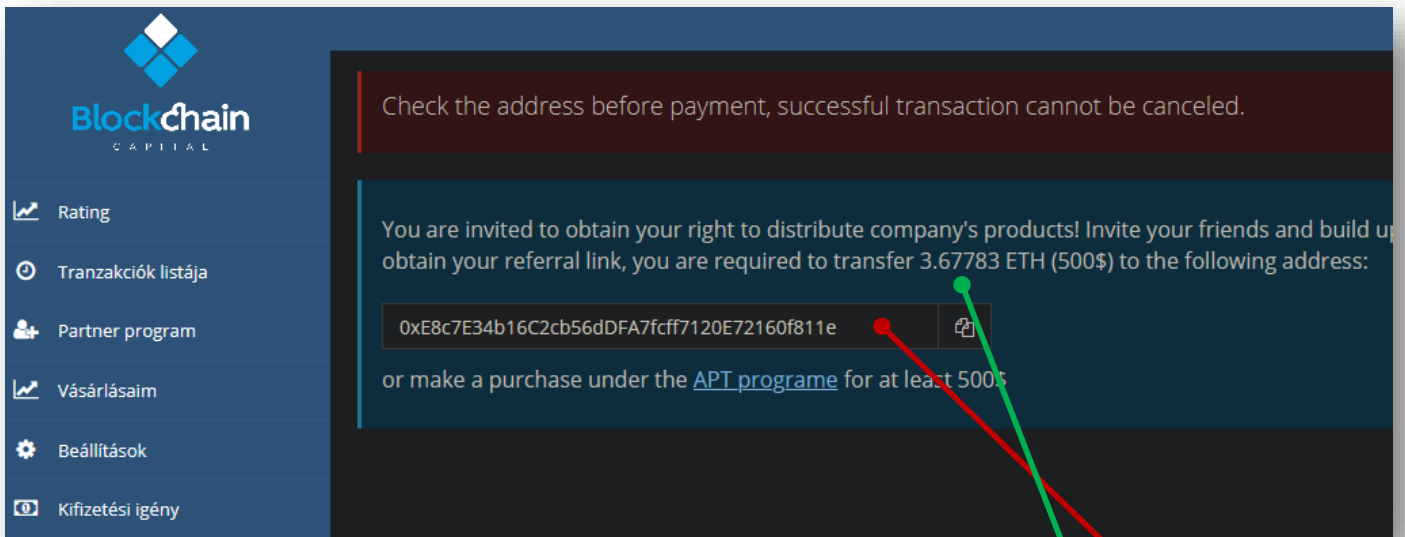 Blockchain
CAPITAL
Rating
Tranzakciók listája
Partner program
Vásárlásaim
Beállítások
Kifizetési igény
Check the address before payment, successful transaction cannot be canceled.
You are invited to obtain your right to distribute company's products! Invite your friends and build
obtain your referral link, you are required to transfer 3.67783 ETH (500$) to the following address:
0xE8c7E34b16C2cb56dDFA7fcff7120E72160f811e
or make a purchase under the APT programe for at least 500$